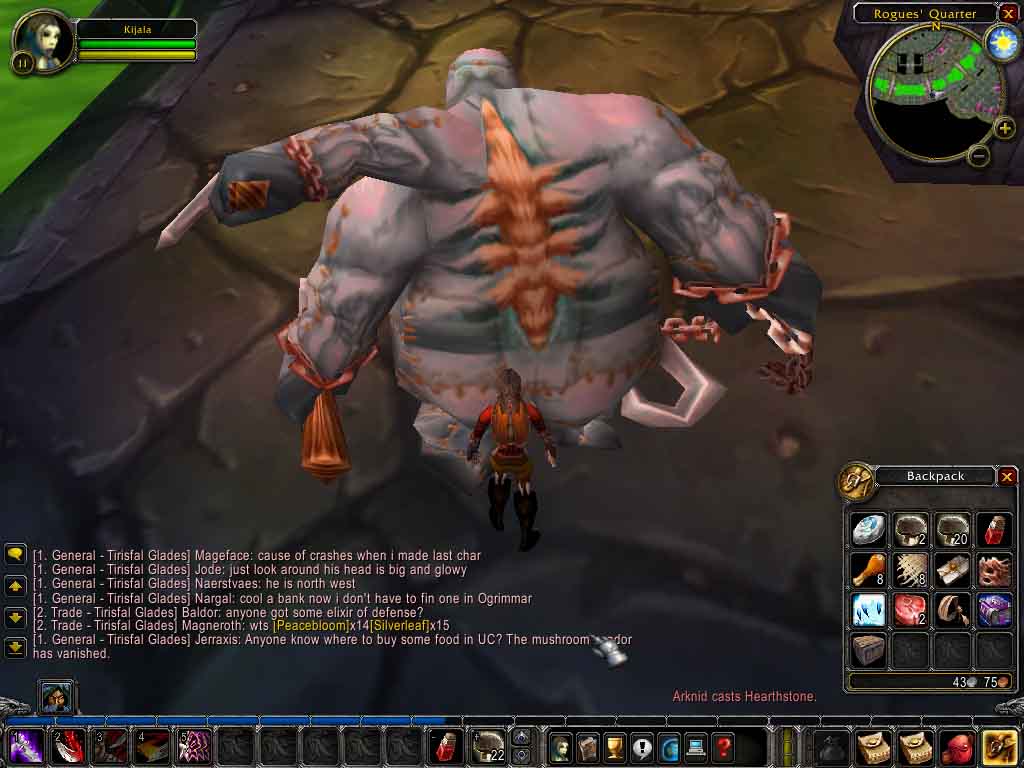 Kijala
11
Rogues' Quarter
N
Backpack
2
20
8
8
2
43 75
[1. General - Tirisfal Glades] Mageface: cause of crashes when i made last char
[1. General - Tirisfal Glades] Jode: just look around his head is big and glowy
[1. General - Tirisfal Glades] Naerstvaes: he is north west
[1. General - Tirisfal Glades] Nargal: cool a bank now i don't have to fin one in Ogrimmar
[2. Trade - Tirisfal Glades] Baldor: anyone got some elixir of defense?
[2. Trade - Tirisfal Glades] Magneroth: wts [Peacebloom]x14[Silverleaf]x15
[1. General - Tirisfal Glades] Jerraxis: Anyone know where to buy some food in UC? The mushroom
has vanished.
Arknid casts Hearthstone.
2 3 4 5
22